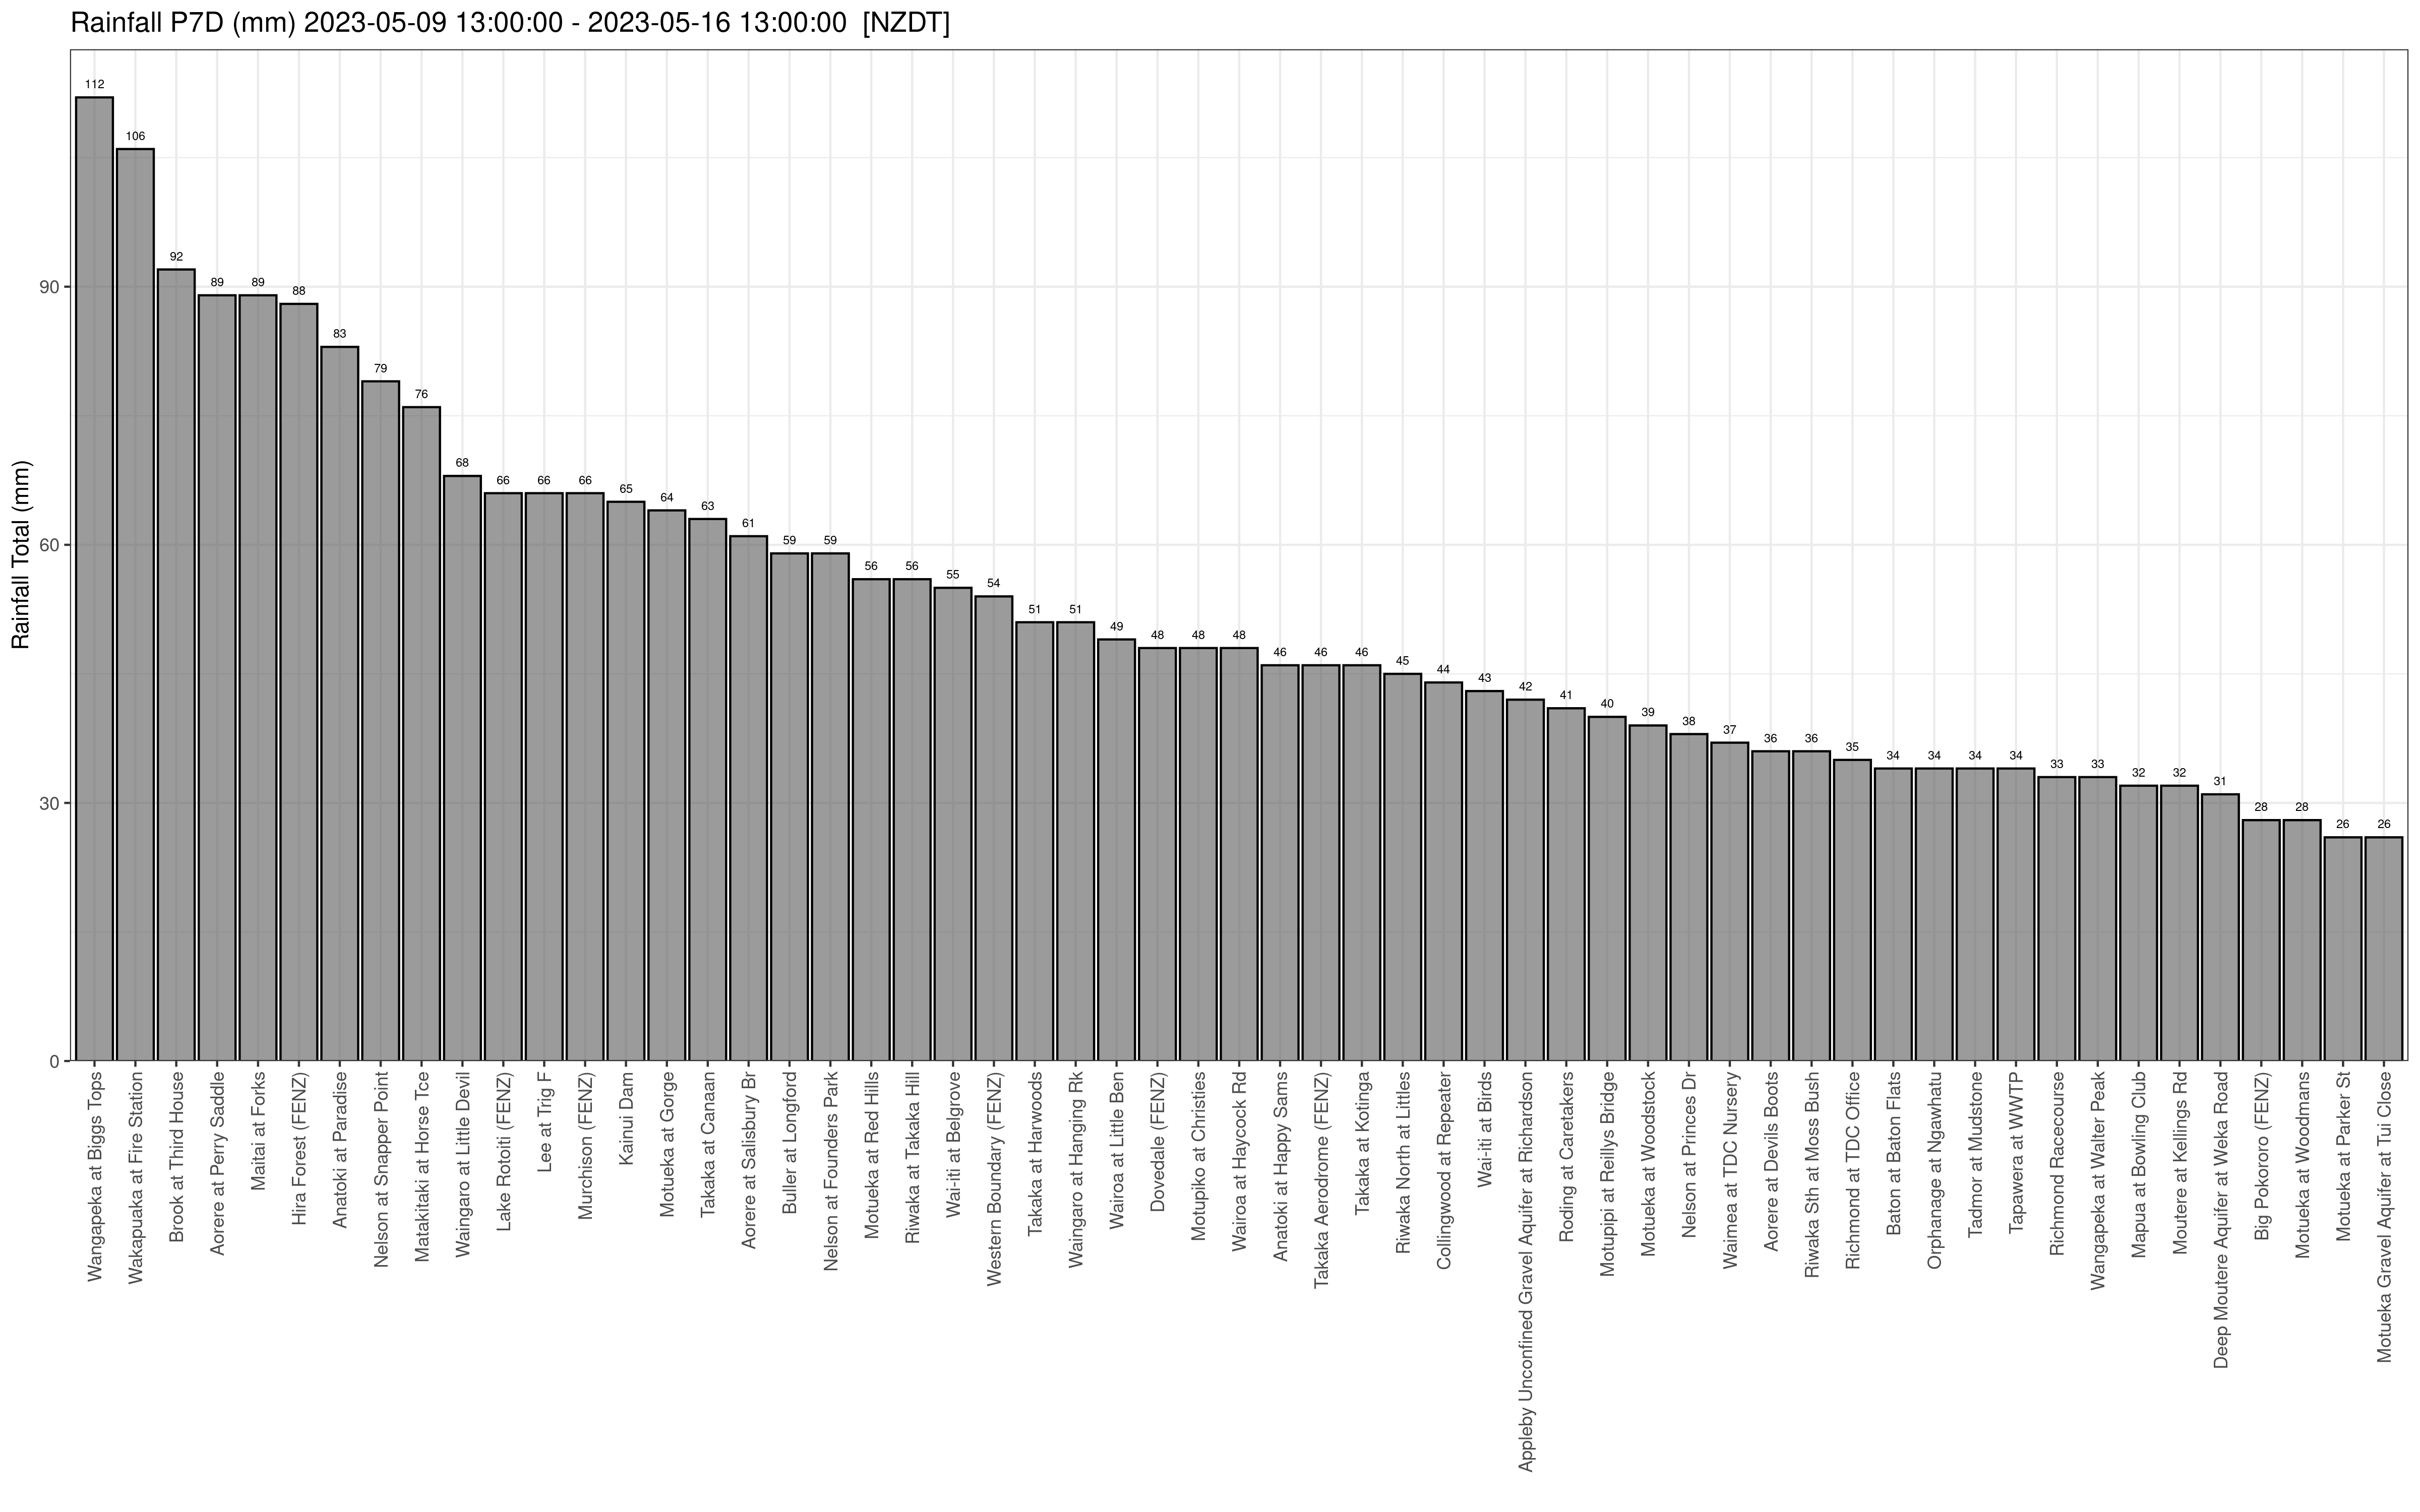 Rainfall P7D (mm) 2023-05-09 13:00:00 - 2023-05-16 13:00:00 [NZDT]
Rainfall Total (mm)
90
60
30
0
112
106
92
89
89
88
83
79
76
68
66
66
66
65
64
63
61
59
59
56
56
55
54
51
51
49
48
48
48
46
46
46
45
44
43
42
41
40
39
38
37
36
36
35
34
34
34
34
33
33
32
32
31
28
28
26
26
Wangapeka at Biggs Tops
Wakapuaka at Fire Station
Brook at Third House
Aorere at Perry Saddle
Maitai at Forks
Hira Forest (FENZ)
Anatoki at Paradise
Nelson at Snapper Point
Matakitaki at Horse Tce
Waingaro at Little Devil
Lake Rotoiti (FENZ)
Lee at Trig F
Murchison (FENZ)
Kainui Dam
Motueka at Gorge
Takaka at Canaan
Aorere at Salisbury Br
Buller at Longford
Nelson at Founders Park
Motueka at Red Hills
Riwaka at Takaka Hill
Wai-iti at Belgrove
Western Boundary (FENZ)
Takaka at Harwoods
Waingaro at Hanging Rk
Wairoa at Little Ben
Dovedale (FENZ)
Motupiko at Christies
Wairoa at Haycock Rd
Anatoki at Happy Sams
Takaka Aerodrome (FENZ)
Takaka at Kotinga
Riwaka North at Littles
Collingwood at Repeater
Wai-iti at Birds
Appleby Unconfined Gravel Aquifer at Richardson
Roding at Caretakers
Motupipi at Reillys Bridge
Motueka at Woodstock
Nelson at Princes Dr
Waimea at TDC Nursery
Aorere at Devils Boots
Riwaka Sth at Moss Bush
Richmond at TDC Office
Baton at Baton Flats
Orphanage at Ngawhatu
Tadmor at Mudstone
Tapawera at WWTP
Richmond Racecourse
Wangapeka at Walter Peak
Mapua at Bowling Club
Moutere at Kellings Rd
Deep Moutere Aquifer at Weka Road
Big Pokororo (FENZ)
Motueka at Woodmans
Motueka at Parker St
Motueka Gravel Aquifer at Tui Close